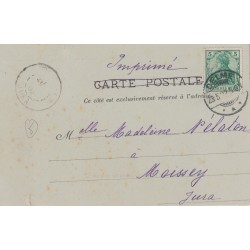 Imprimé
CARTE POSTALE
Ce côté est exclusivement réservé à l'adresse
Melle Madeleine Pélaton
à
Moissey
Jura